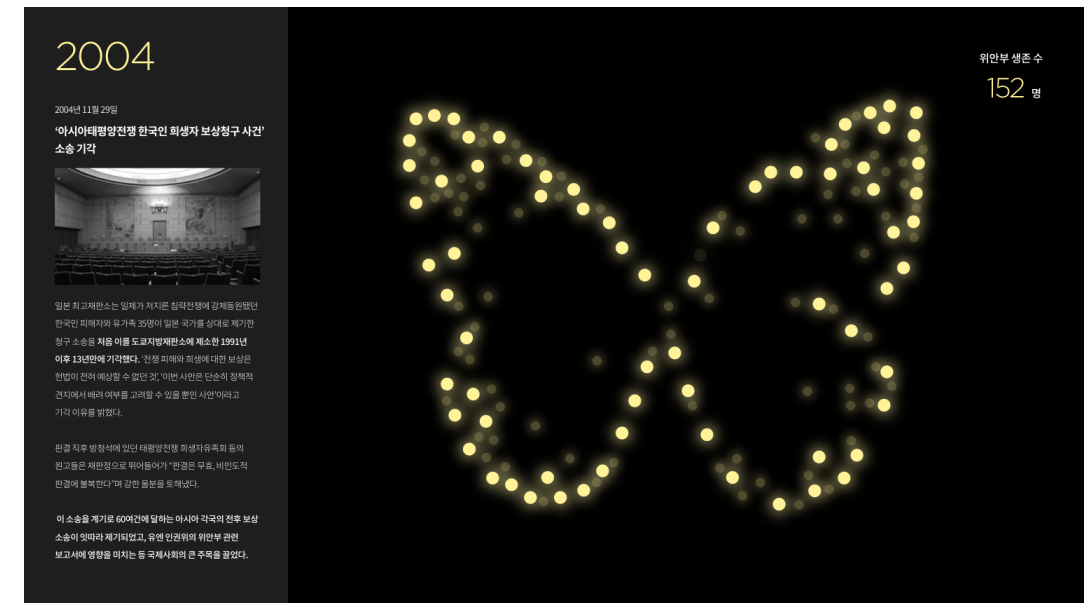 2004
2004년 11월 29일
‘아시아태평양전쟁 한국인 희생자 보상청구 사건’
소송 기각
일본 최고재판소는 일제가 저지른 침략전쟁에 강제동원됐던
한국인 피해자와 유가족 35명이 일본 국가를 상대로 제기한
청구 소송을 처음 이를 도쿄지방재판소에 제소한 1991년
이후 13년만에 기각했다. ‘전쟁 피해와 희생에 대한 보상은
헌법이 전혀 예상할 수 없던 것’, ‘이번 사안은 단순히 정책적
견지에서 배려 여부를 고려할 수 있을 뿐인 사안’이라고
기각 이유를 밝혔다.
판결 직후 방청석에 있던 태평양전쟁 희생자유족회 등의
원고들은 재판정으로 뛰어들어가 “판결은 무효, 비인도적
판결에 불복한다”며 강한 울분을 토해냈다.
이 소송을 계기로 60여건에 달하는 아시아 각국의 전후 보상
소송이 잇따라 제기되었고, 유엔 인권위의 위안부 관련
보고서에 영향을 미치는 등 국제사회의 큰 주목을 끌었다.
위안부 생존 수
152 명